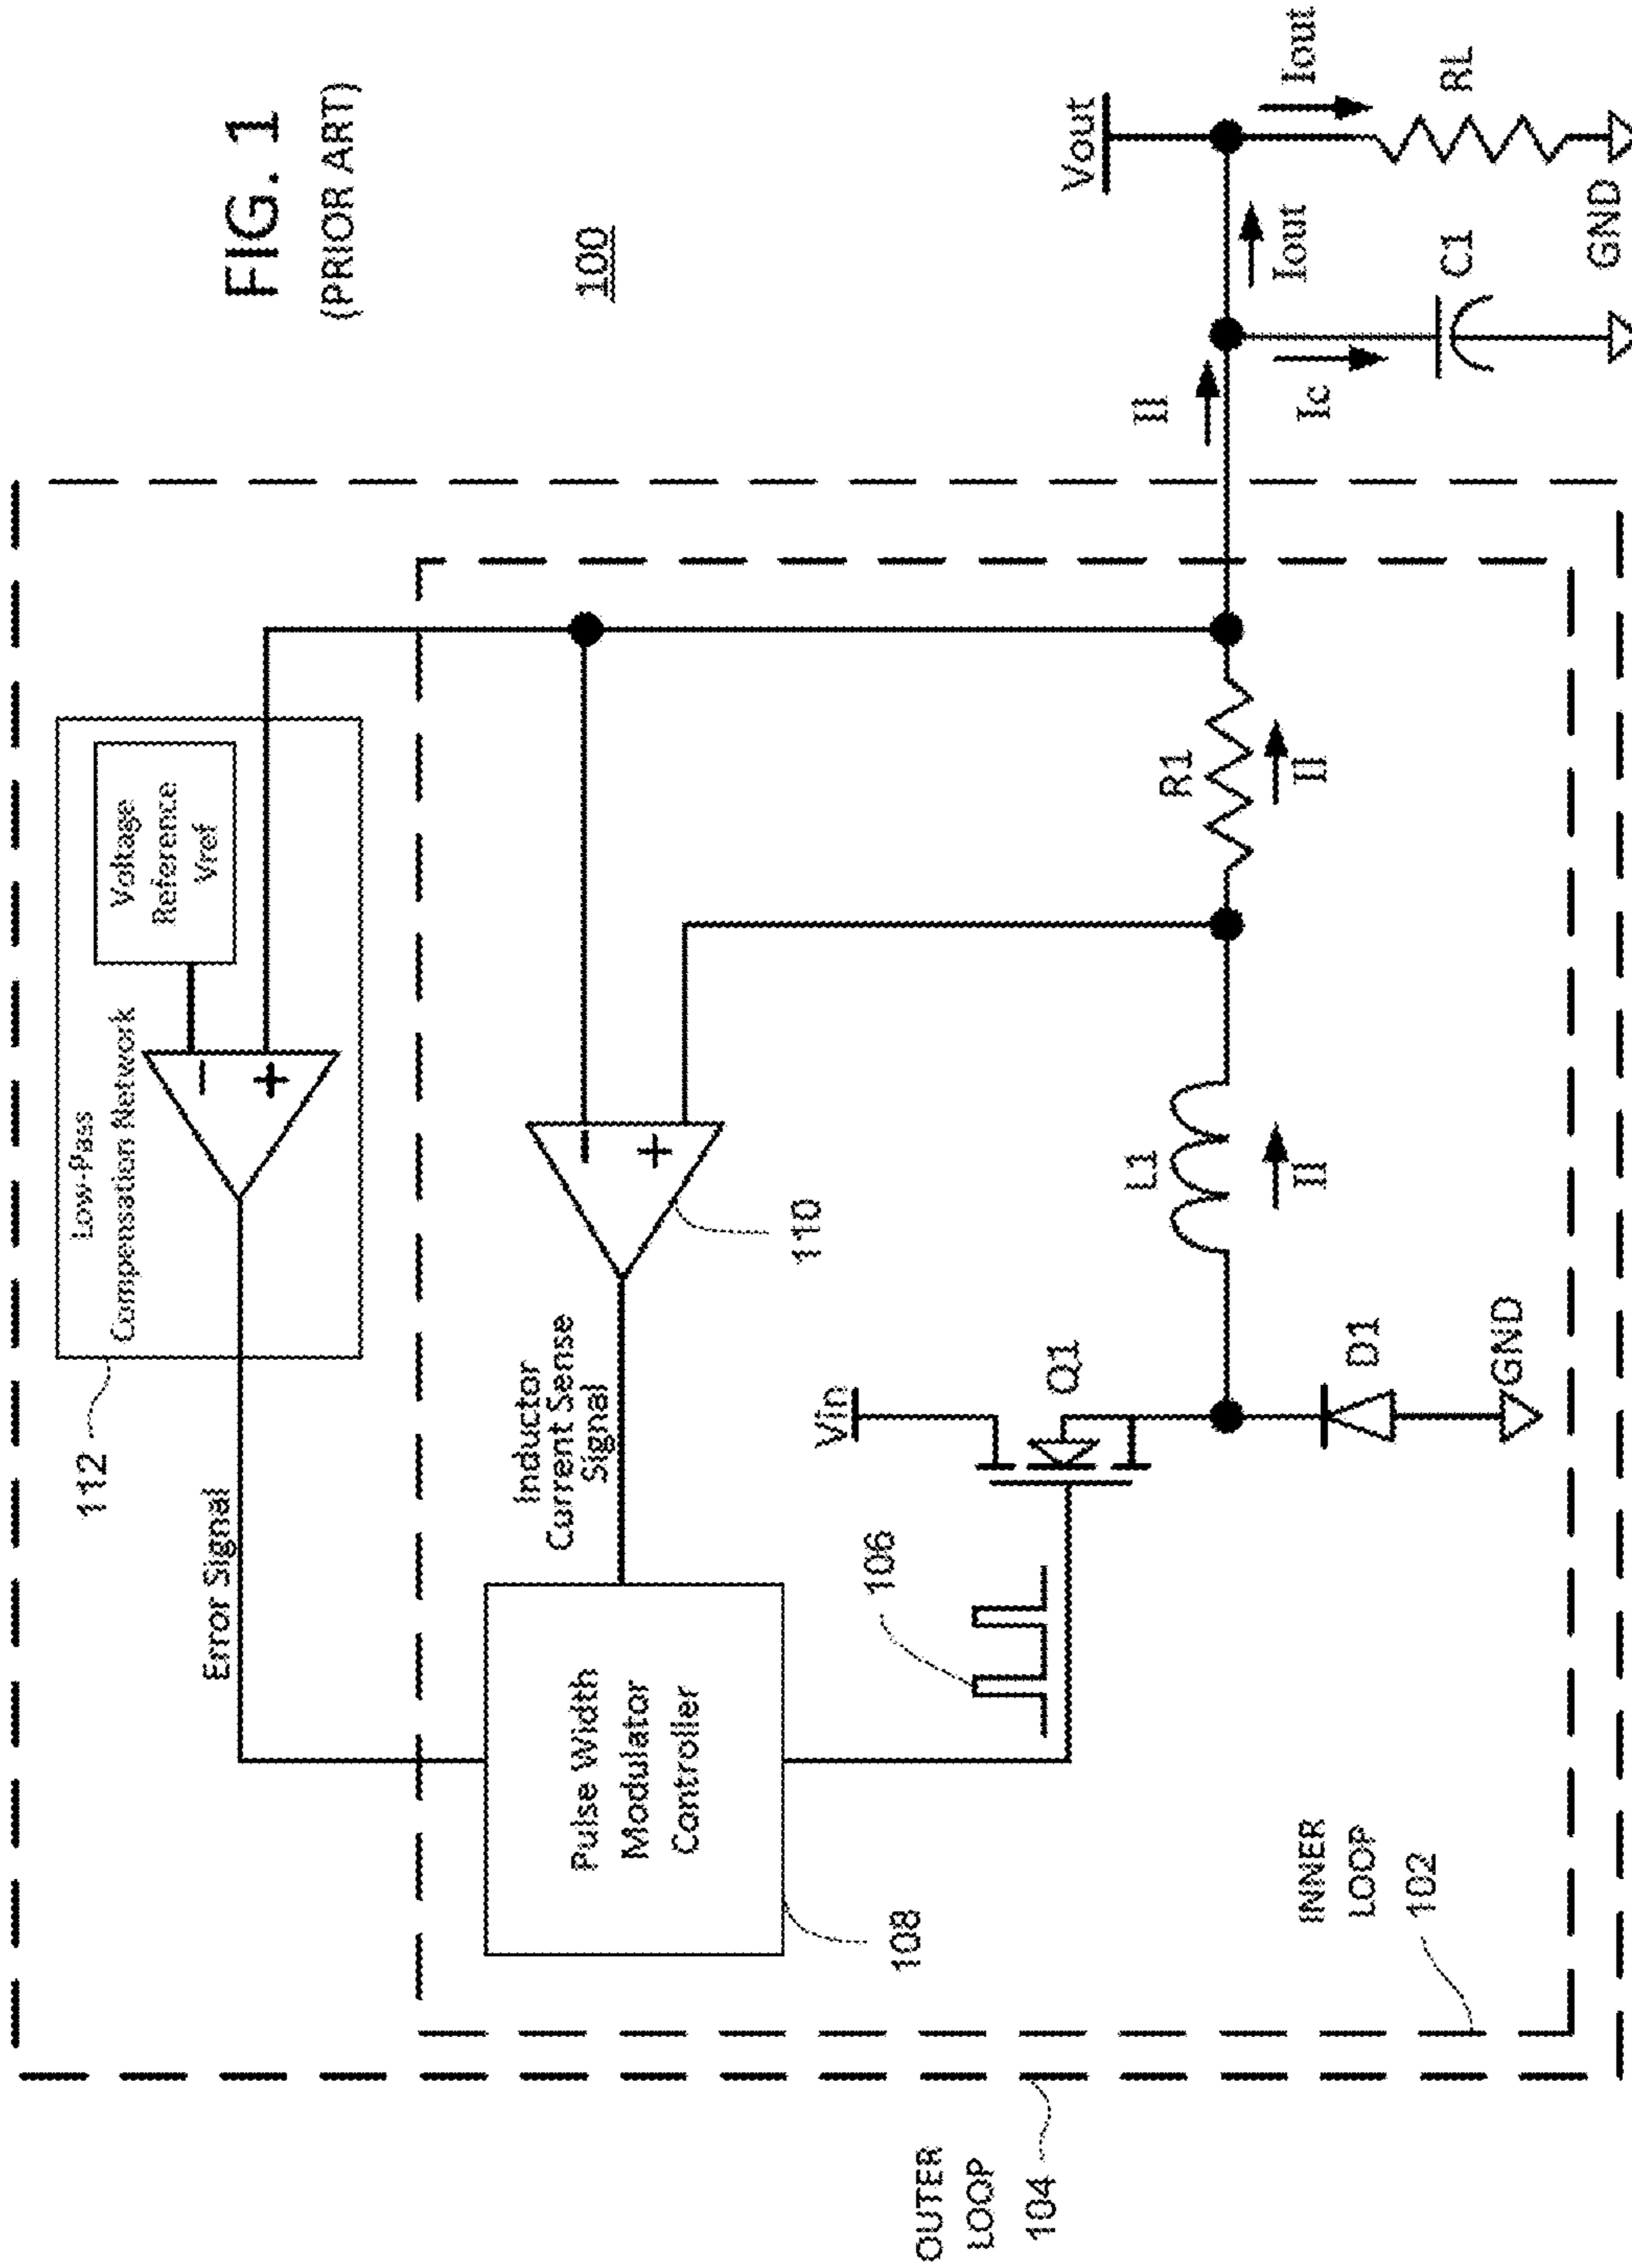 FIG. 1
(PRIOR ART)
100
112
Low-Pass
Compensation Network
Voltage
Reference
Vref
−
+
Error Signal
Inductor
Current Sense
Signal
−
+
110
Pulse Width
Modulator
Controller
108
106
Vin
Q1
D1
GND
L1
Il
R1
Il
Il
Ic
C1
Iout
Vout
Iout
RL
GND
INNER
LOOP
102
OUTER
LOOP
104